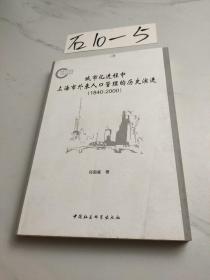 石10-5
城市化进程中
上海市外来人口管理的历史演进
(1840-2000)
著
中国社会科学出版社